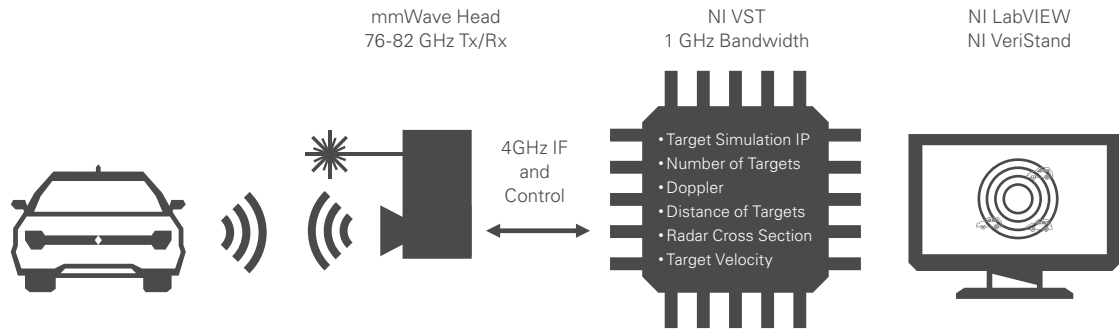 mmWave Head
76-82 GHz Tx/Rx
NI VST
1 GHz Bandwidth
NI LabVIEW
NI VeriStand
4GHz IF
and
Control
• Target Simulation IP
• Number of Targets
• Doppler
• Distance of Targets
• Radar Cross Section
• Target Velocity